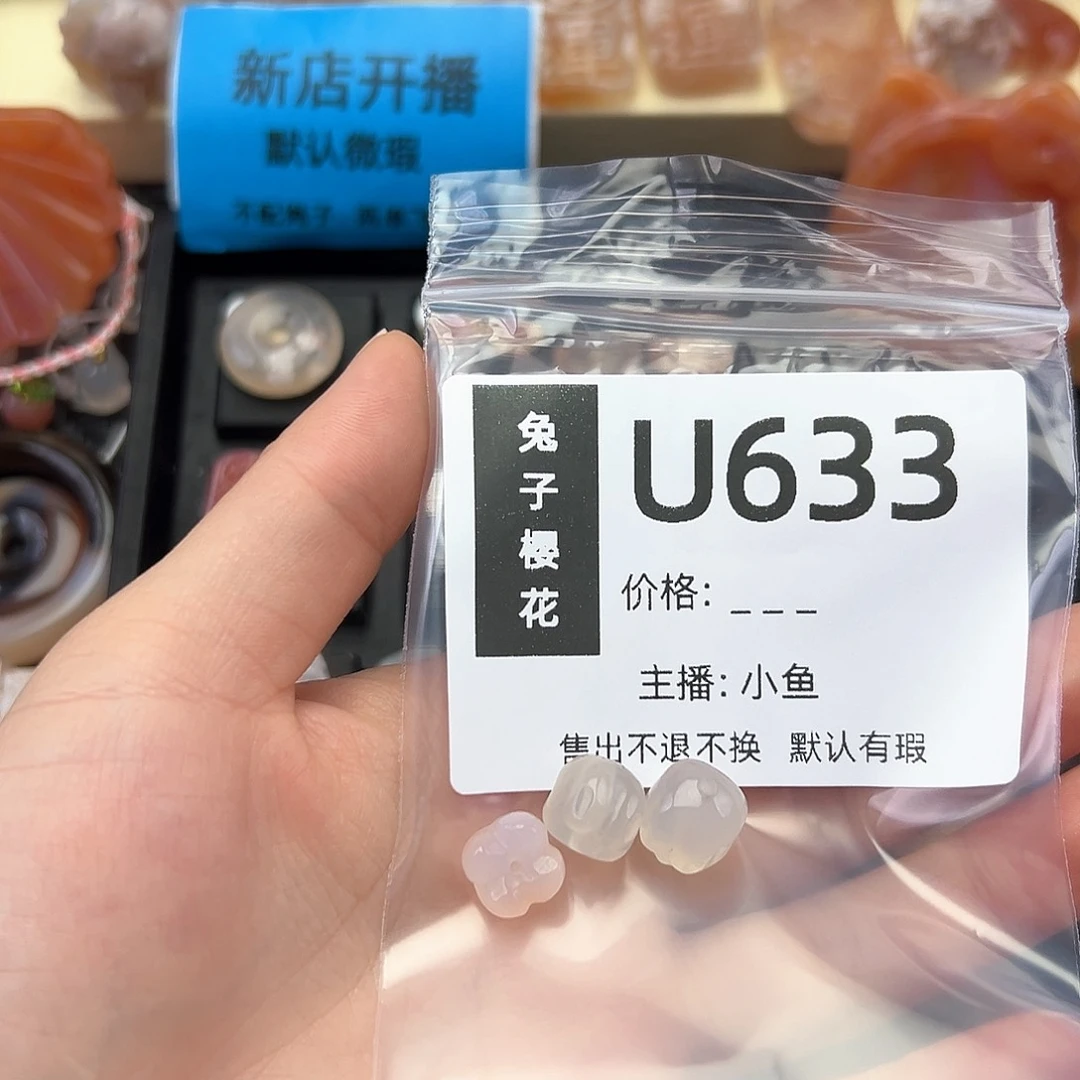 新店开播
默认微瑕
兔子樱花
U633
价格: _ _ _
主播: 小鱼
售出不退不换 默认有瑕